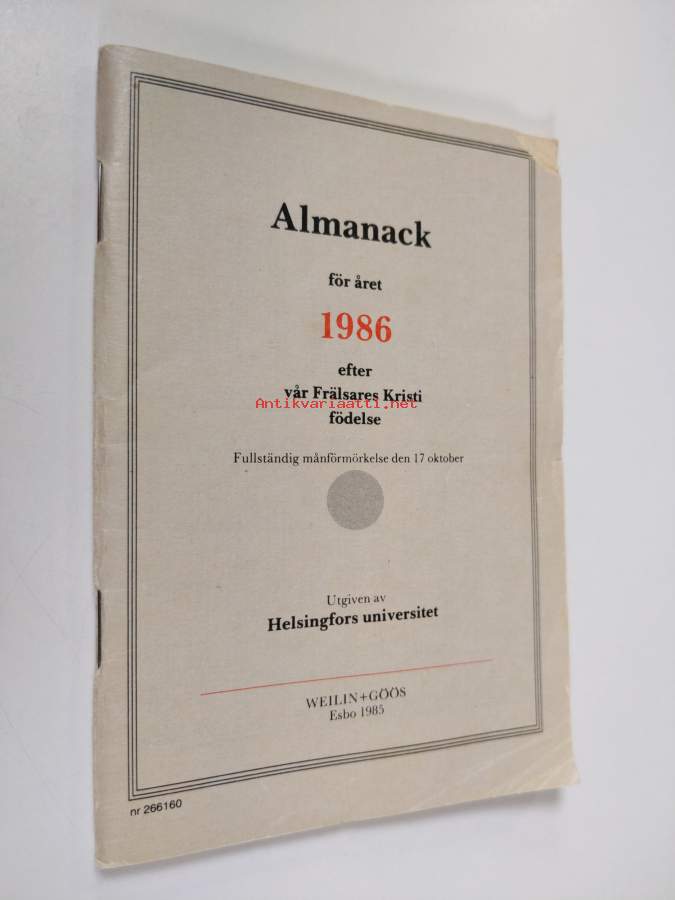 Almanack
för året
1986
efter
vår Frälsares Kristi
Antikvariaatti.net
födelse
Fullständig månförmörkelse den 17 oktober
Utgiven av
Helsingfors universitet
WEILIN+GÖÖS
Esbo 1985
nr 266160